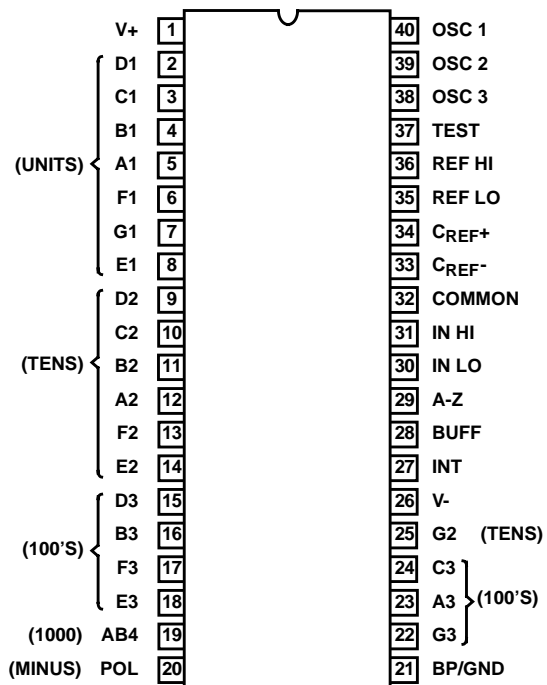 V+ 1 40 OSC 1
D1 2 39 OSC 2
C1 3 38 OSC 3
B1 4 37 TEST
(UNITS) A1 5 36 REF HI
F1 6 35 REF LO
G1 7 34 CREF+
E1 8 33 CREF-
D2 9 32 COMMON
C2 10 31 IN HI
(TENS) B2 11 30 IN LO
A2 12 29 A-Z
F2 13 28 BUFF
E2 14 27 INT
D3 15 26 V-
(100'S) B3 16 25 G2 (TENS)
F3 17 24 C3
E3 18 23 A3 (100'S)
(1000) AB4 19 22 G3
(MINUS) POL 20 21 BP/GND